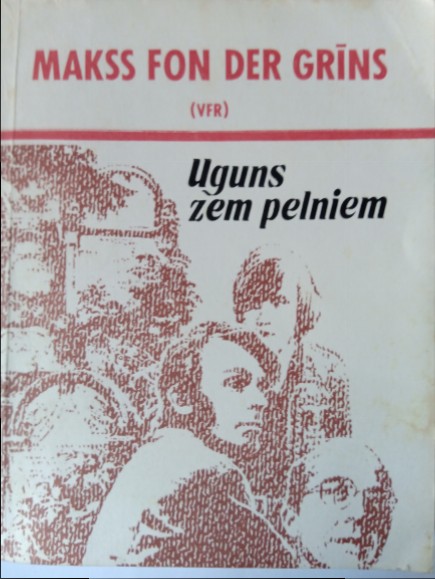 MAKSS FON DER GRĪNS
(VFR)
Uguns
zem pelniem